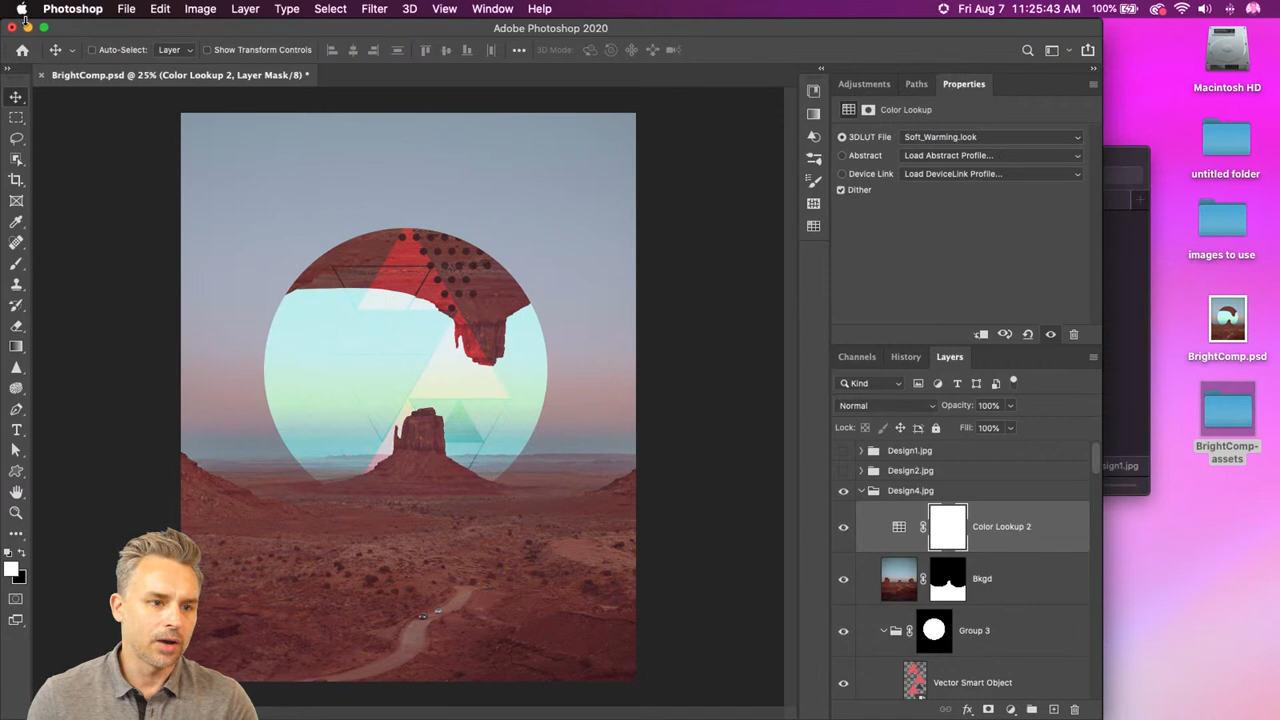 Photoshop File Edit Image Layer Type Select Filter 3D View Window Help
Fri Aug 7 11:25:43 AM 100%
Adobe Photoshop 2020
Auto-Select: Layer Show Transform Controls 3D Mode:
BrightComp.psd @ 25% (Color Lookup 2, Layer Mask/8) *
Adjustments Paths Properties
Color Lookup
3DLUT File Soft_Warming.look
Abstract Load Abstract Profile...
Device Link Load DeviceLink Profile...
Dither
Channels History Layers
Kind
Normal Opacity: 100%
Lock: Fill: 100%
Design1.jpg
Design2.jpg
Design4.jpg
Color Lookup 2
Bkgd
Group 3
Vector Smart Object
fx
sign1.jpg
Macintosh HD
untitled folder
images to use
BrightComp.psd
BrightComp-
assets